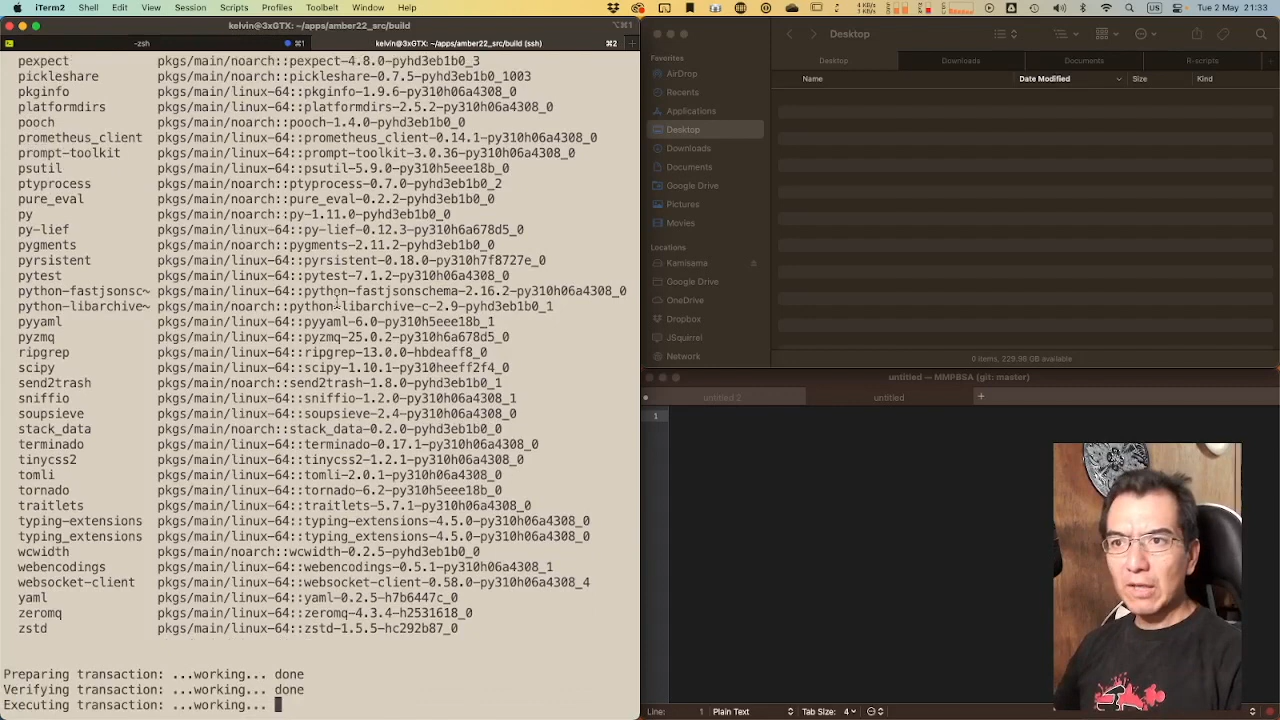 iTerm2 Shell Edit View Session Scripts Profiles Toolbelt Window Help
Tue 2 May 21:33
kelvin@3xGTX: ~/apps/amber22_src/build
⌥⌘1
-zsh
⌘1
kelvin@3xGTX: ~/apps/amber22_src/build (ssh)
⌘2
pexpect pkgs/main/noarch::pexpect-4.8.0-pyhd3eb1b0_3
pickleshare pkgs/main/noarch::pickleshare-0.7.5-pyhd3eb1b0_1003
pkginfo pkgs/main/linux-64::pkginfo-1.9.6-py310h06a4308_0
platformdirs pkgs/main/linux-64::platformdirs-2.5.2-py310h06a4308_0
pooch pkgs/main/noarch::pooch-1.4.0-pyhd3eb1b0_0
prometheus_client pkgs/main/linux-64::prometheus_client-0.14.1-py310h06a4308_0
prompt-toolkit pkgs/main/linux-64::prompt-toolkit-3.0.36-py310h06a4308_0
psutil pkgs/main/linux-64::psutil-5.9.0-py310h5eee18b_0
ptyprocess pkgs/main/noarch::ptyprocess-0.7.0-pyhd3eb1b0_2
pure_eval pkgs/main/noarch::pure_eval-0.2.2-pyhd3eb1b0_0
py pkgs/main/noarch::py-1.11.0-pyhd3eb1b0_0
py-lief pkgs/main/linux-64::py-lief-0.12.3-py310h6a678d5_0
pygments pkgs/main/noarch::pygments-2.11.2-pyhd3eb1b0_0
pyrsistent pkgs/main/linux-64::pyrsistent-0.18.0-py310h7f8727e_0
pytest pkgs/main/linux-64::pytest-7.1.2-py310h06a4308_0
python-fastjsonsc~ pkgs/main/linux-64::python-fastjsonschema-2.16.2-py310h06a4308_0
python-libarchive~ pkgs/main/noarch::python-libarchive-c-2.9-pyhd3eb1b0_1
pyyaml pkgs/main/linux-64::pyyaml-6.0-py310h5eee18b_1
pyzmq pkgs/main/linux-64::pyzmq-25.0.2-py310h6a678d5_0
ripgrep pkgs/main/linux-64::ripgrep-13.0.0-hbdeaff8_0
scipy pkgs/main/linux-64::scipy-1.10.1-py310heeff2f4_0
send2trash pkgs/main/noarch::send2trash-1.8.0-pyhd3eb1b0_1
sniffio pkgs/main/linux-64::sniffio-1.2.0-py310h06a4308_1
soupsieve pkgs/main/linux-64::soupsieve-2.4-py310h06a4308_0
stack_data pkgs/main/noarch::stack_data-0.2.0-pyhd3eb1b0_0
terminado pkgs/main/linux-64::terminado-0.17.1-py310h06a4308_0
tinycss2 pkgs/main/linux-64::tinycss2-1.2.1-py310h06a4308_0
tomli pkgs/main/linux-64::tomli-2.0.1-py310h06a4308_0
tornado pkgs/main/linux-64::tornado-6.2-py310h5eee18b_0
traitlets pkgs/main/linux-64::traitlets-5.7.1-py310h06a4308_0
typing-extensions pkgs/main/linux-64::typing-extensions-4.5.0-py310h06a4308_0
typing_extensions pkgs/main/linux-64::typing_extensions-4.5.0-py310h06a4308_0
wcwidth pkgs/main/noarch::wcwidth-0.2.5-pyhd3eb1b0_0
webencodings pkgs/main/linux-64::webencodings-0.5.1-py310h06a4308_1
websocket-client pkgs/main/linux-64::websocket-client-0.58.0-py310h06a4308_4
yaml pkgs/main/linux-64::yaml-0.2.5-h7b6447c_0
zeromq pkgs/main/linux-64::zeromq-4.3.4-h2531618_0
zstd pkgs/main/linux-64::zstd-1.5.5-hc292b87_0
Preparing transaction: ...working... done
Verifying transaction: ...working... done
Executing transaction: ...working...
Desktop
Desktop Downloads Documents R-scripts
Name Date Modified Size Kind
Favorites
AirDrop
Recents
Applications
Desktop
Downloads
Documents
Google Drive
Pictures
Movies
Locations
Kamisama
Google Drive
OneDrive
Dropbox
JSquirrel
Network
0 items, 229.98 GB available
untitled — MMPBSA (git: master)
untitled 2
untitled
1
Line: 1 Plain Text Tab Size: 4